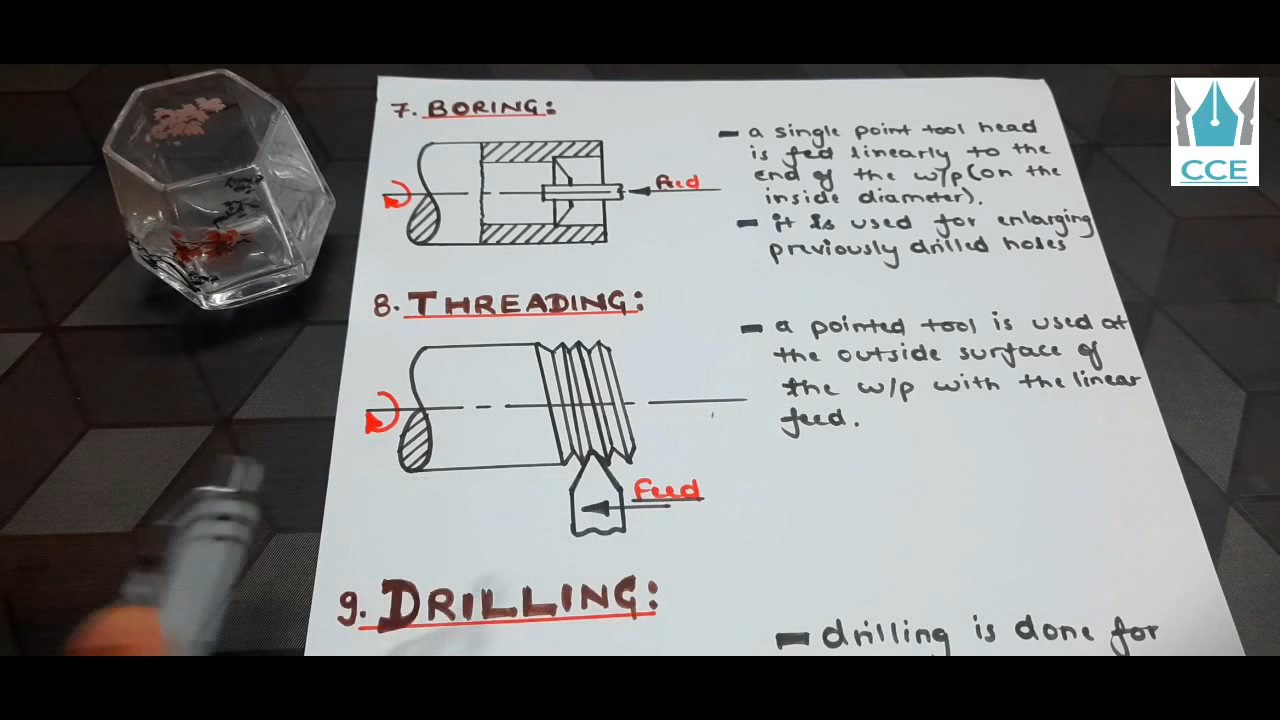 7. BORING:
Feed
- a single point tool head
is fed linearly to the
end of the w/p (on the
inside diameter).
- it is used for enlarging
previously drilled holes
8. THREADING:
Feed
- a pointed tool is used at
the outside surface of
the w/p with the linear
feed.
9. DRILLING:
- drilling is done for
CCE